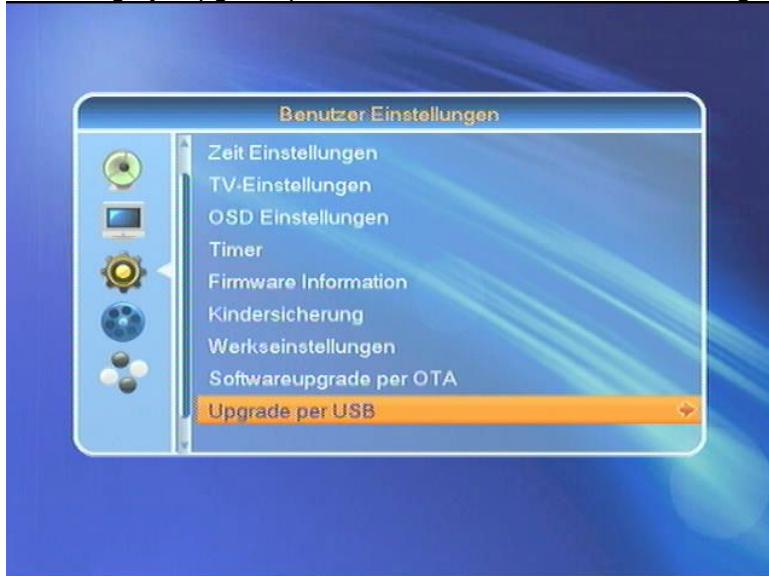 Benutzer Einstellungen
Zeit Einstellungen
TV-Einstellungen
OSD Einstellungen
Timer
Firmware Information
Kindersicherung
Werkseinstellungen
Softwareupgrade per OTA
Upgrade per USB